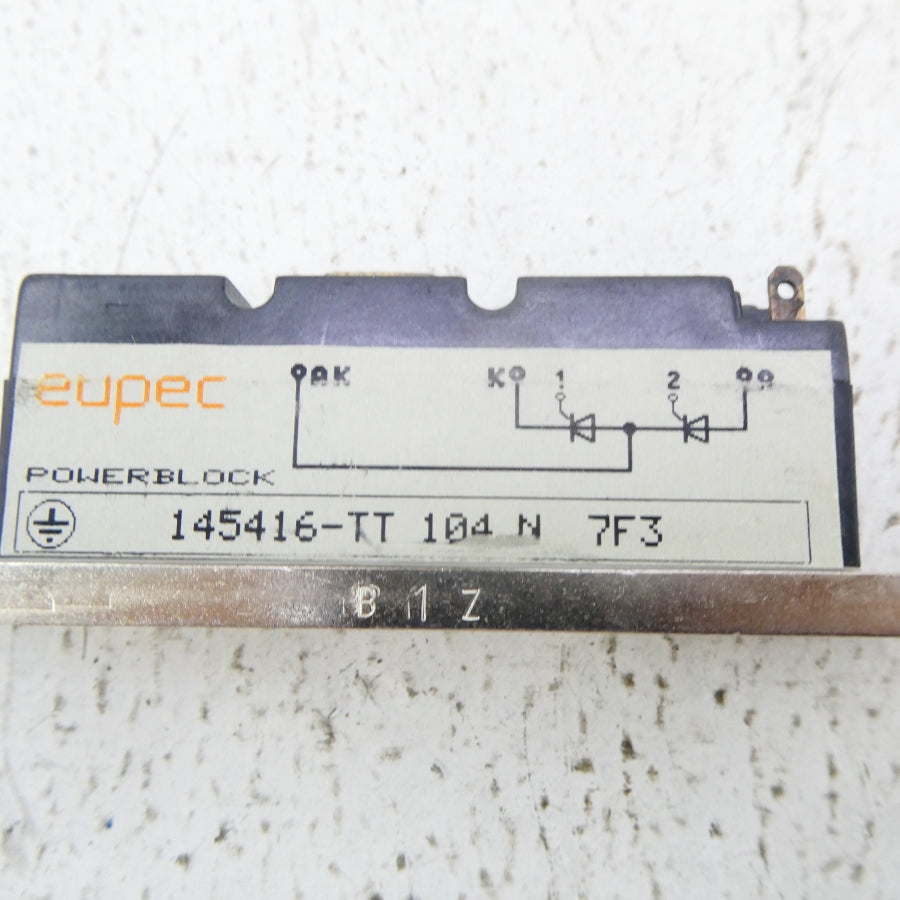 eupec
AK K 1 2 A
POWERBLOCK
145416-TT 104 N 7F3
B 1 Z